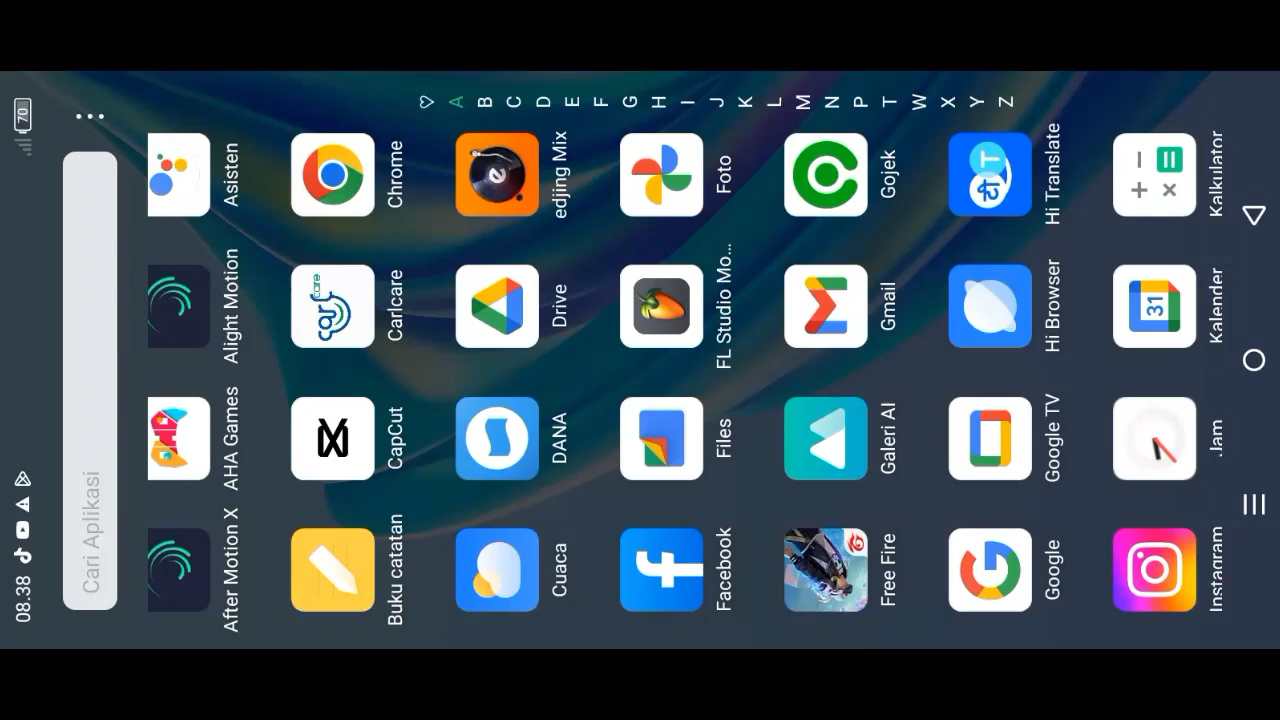 08.38
70
Cari Aplikasi
After Motion X
AHA Games
Alight Motion
Asisten
Buku catatan
CapCut
Carlcare
Chrome
Cuaca
DANA
Drive
edjing Mix
Facebook
Files
FL Studio Mo...
Foto
Free Fire
Galeri AI
Gmail
Gojek
Google
Google TV
Hi Browser
Hi Translate
Instagram
Jam
Kalender
Kalkulator
31
A
B
C
D
E
F
G
H
I
J
K
L
M
N
P
T
W
X
Y
Z